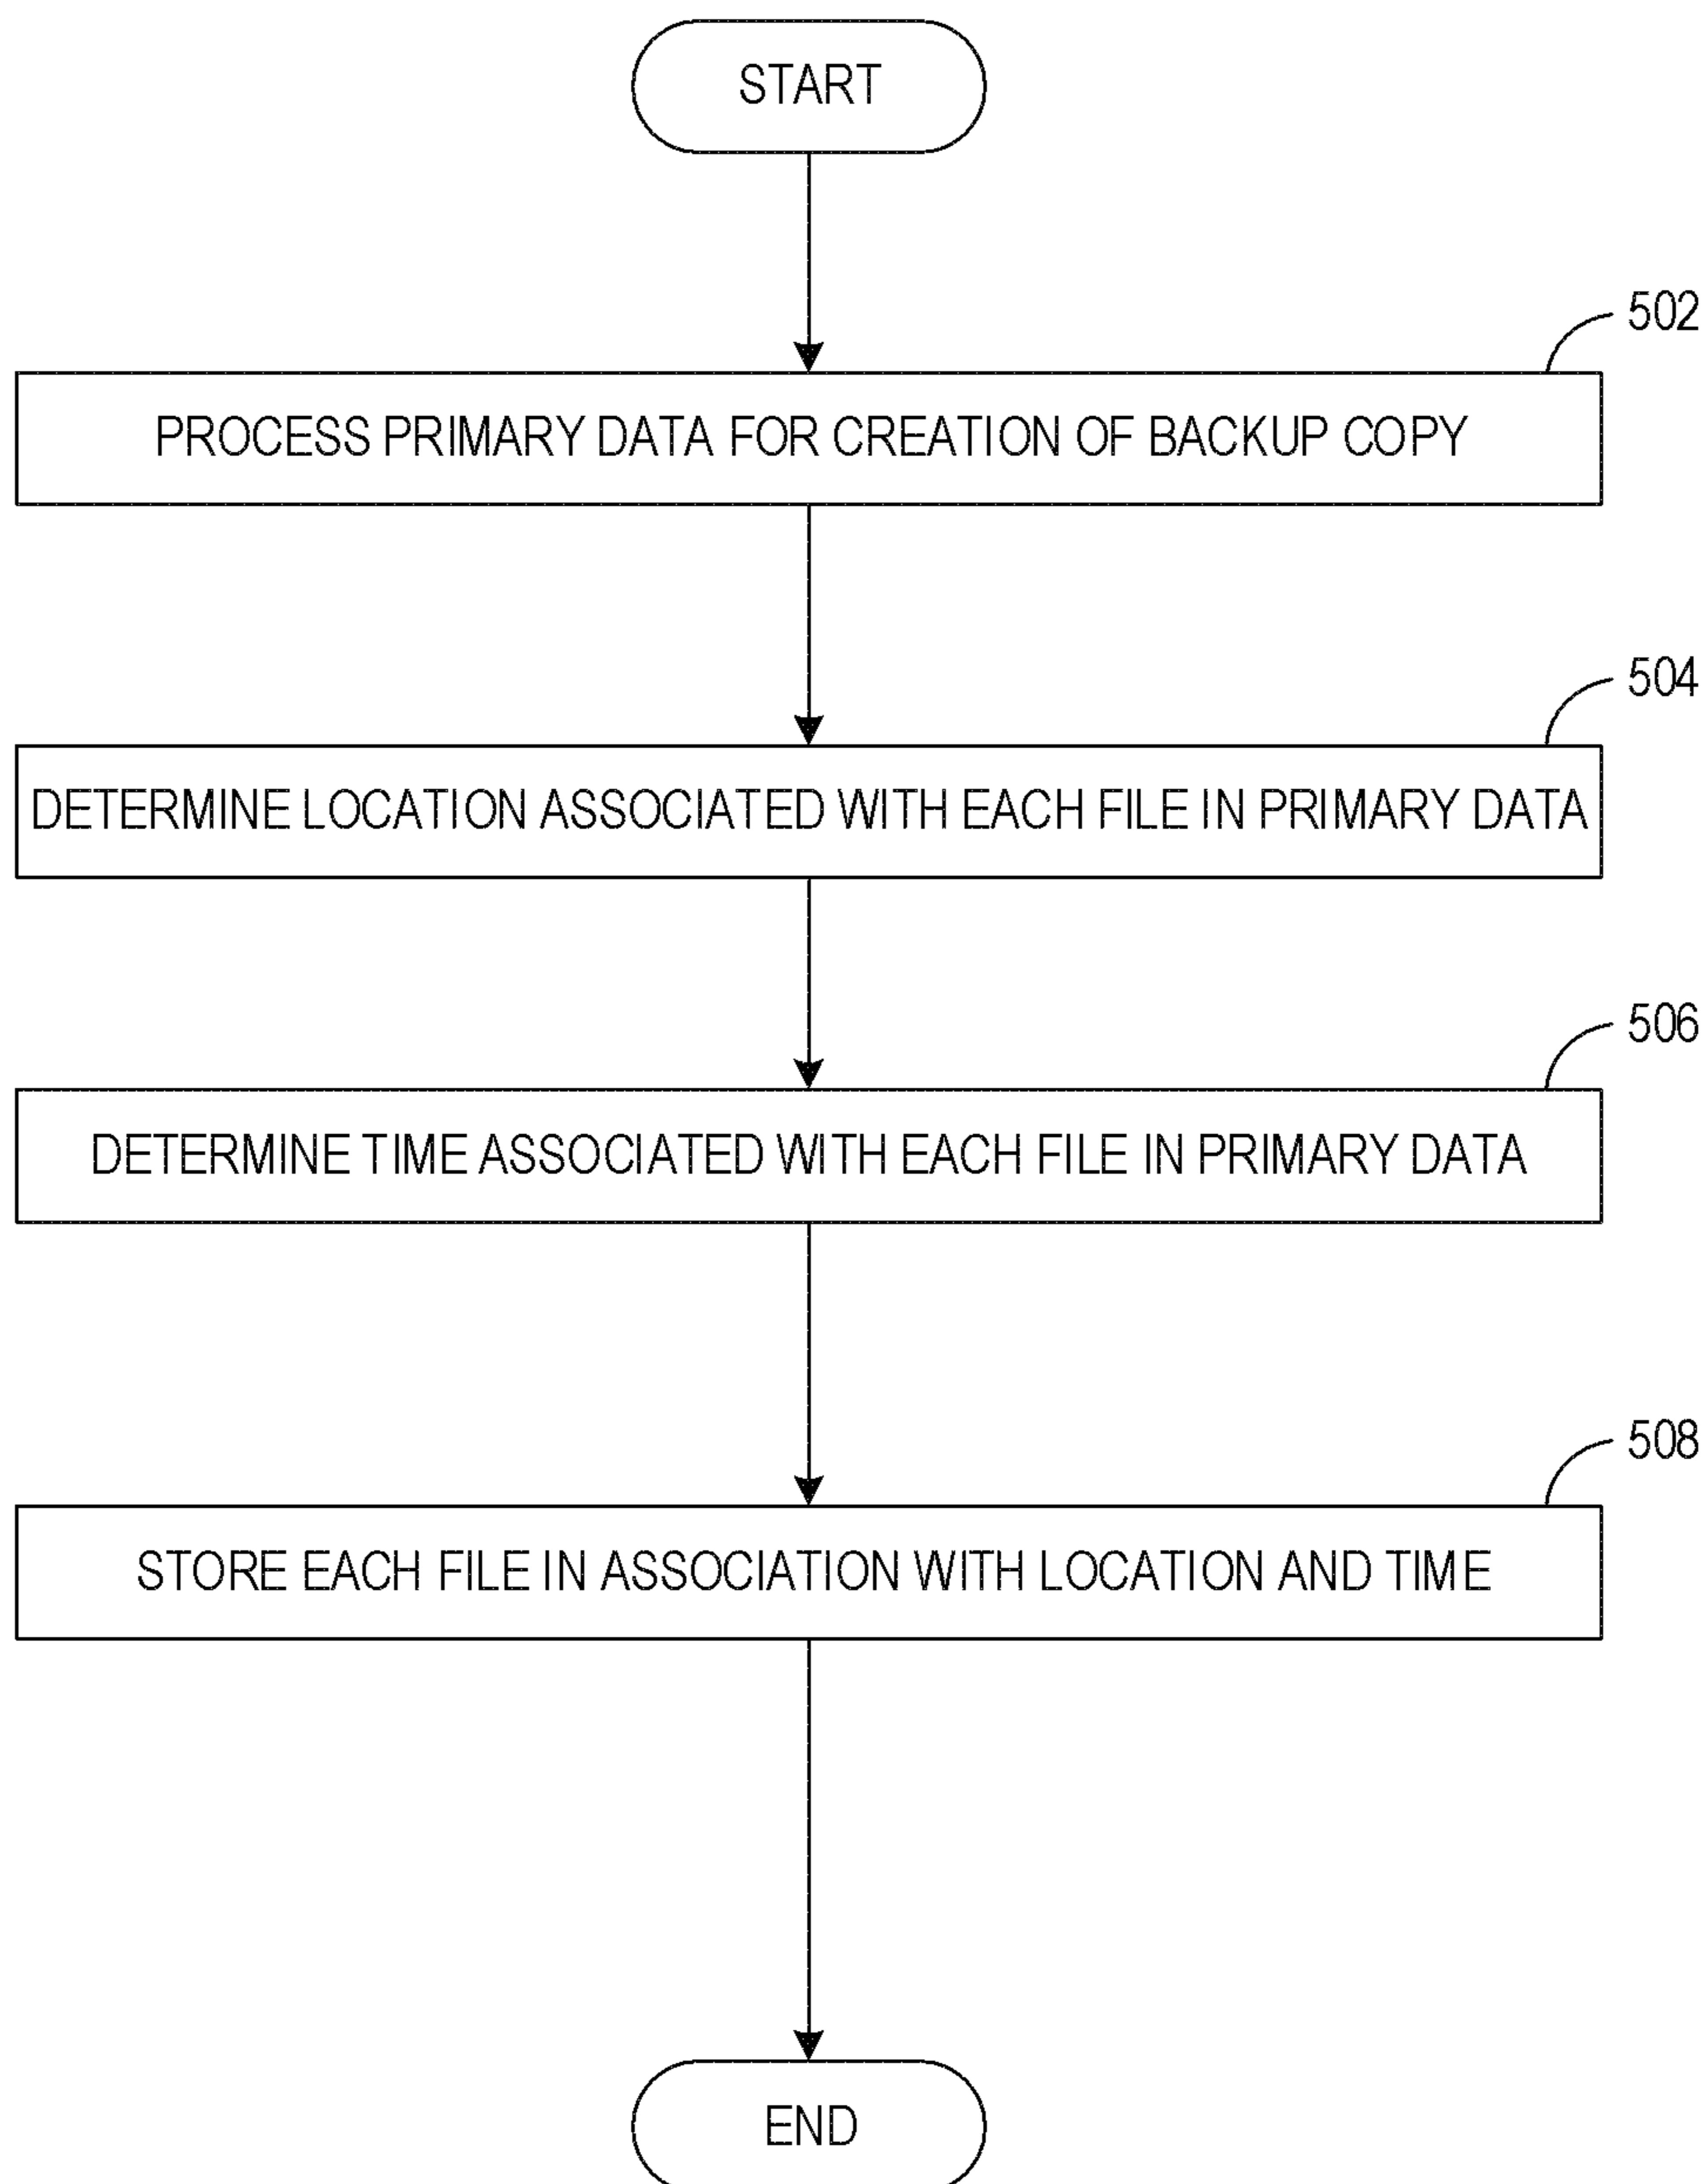 START
502
PROCESS PRIMARY DATA FOR CREATION OF BACKUP COPY
504
DETERMINE LOCATION ASSOCIATED WITH EACH FILE IN PRIMARY DATA
506
DETERMINE TIME ASSOCIATED WITH EACH FILE IN PRIMARY DATA
508
STORE EACH FILE IN ASSOCIATION WITH LOCATION AND TIME
END